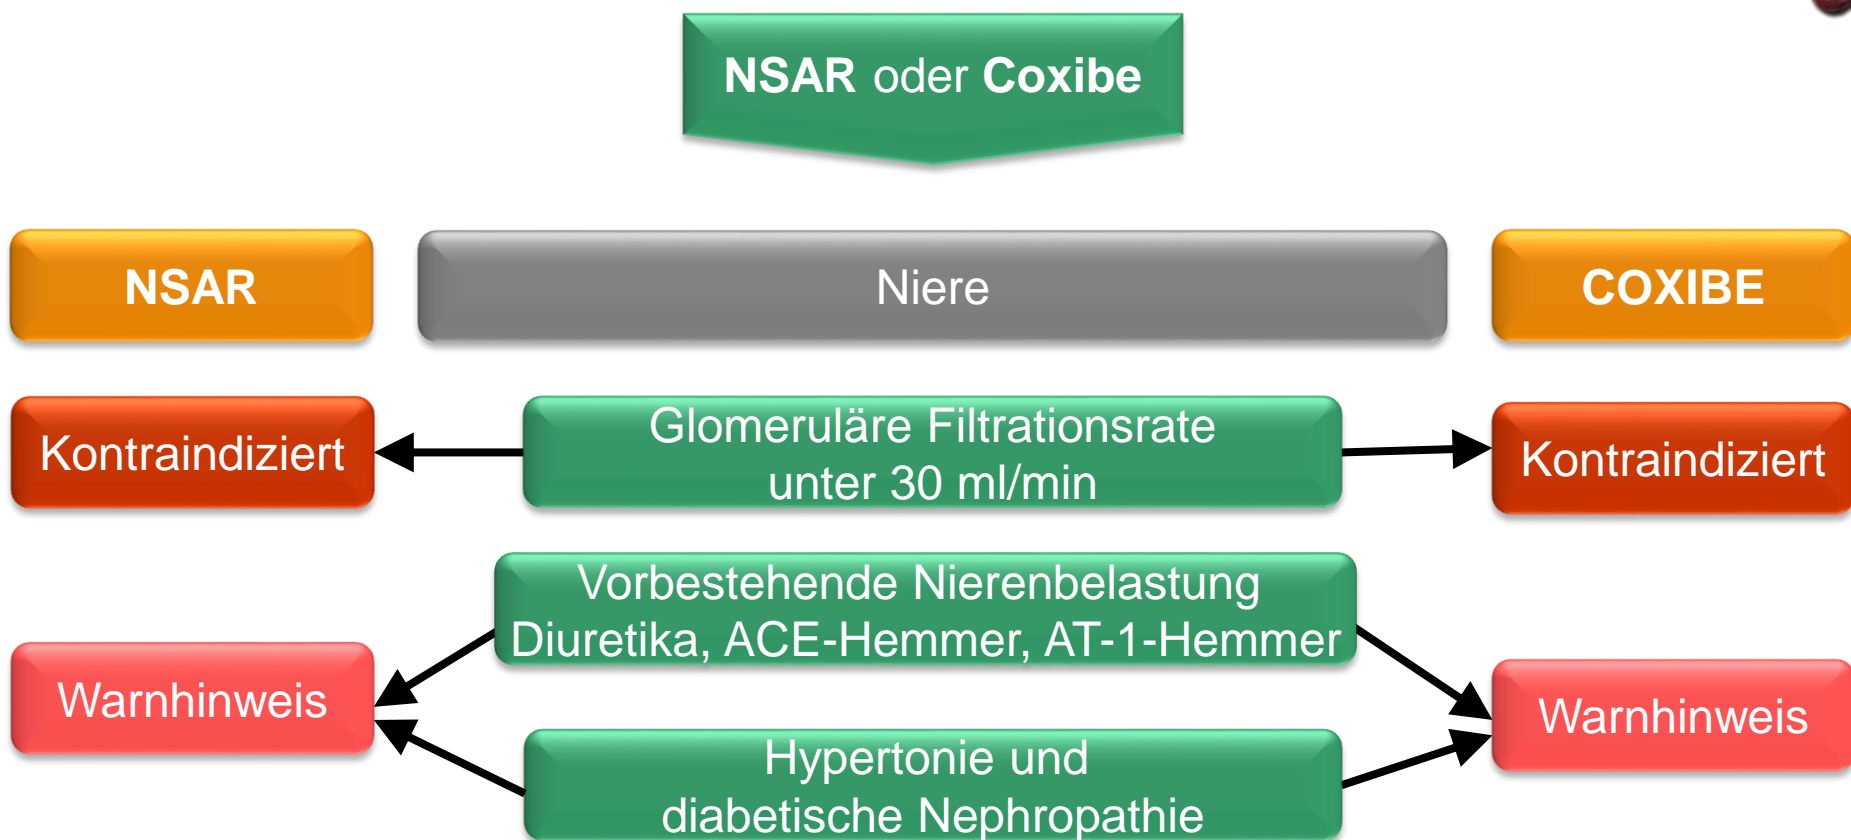 NSAR oder Coxibe
NSAR
Niere
COXIBE
Kontraindiziert
Glomeruläre Filtrationsrate
unter 30 ml/min
Kontraindiziert
Vorbestehende Nierenbelastung
Diuretika, ACE-Hemmer, AT-1-Hemmer
Warnhinweis
Warnhinweis
Hypertonie und
diabetische Nephropathie